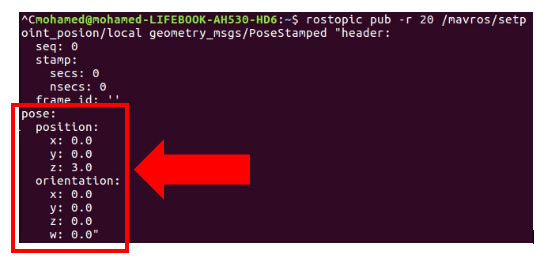 ^Cmohamed@mohamed-LIFEBOOK-AH530-HD6:~$ rostopic pub -r 20 /mavros/setp
oint_posion/local geometry_msgs/PoseStamped "header:
  seq: 0
  stamp:
    secs: 0
    nsecs: 0
  frame_id: ''
pose:
  position:
    x: 0.0
    y: 0.0
    z: 3.0
  orientation:
    x: 0.0
    y: 0.0
    z: 0.0
    w: 0.0"